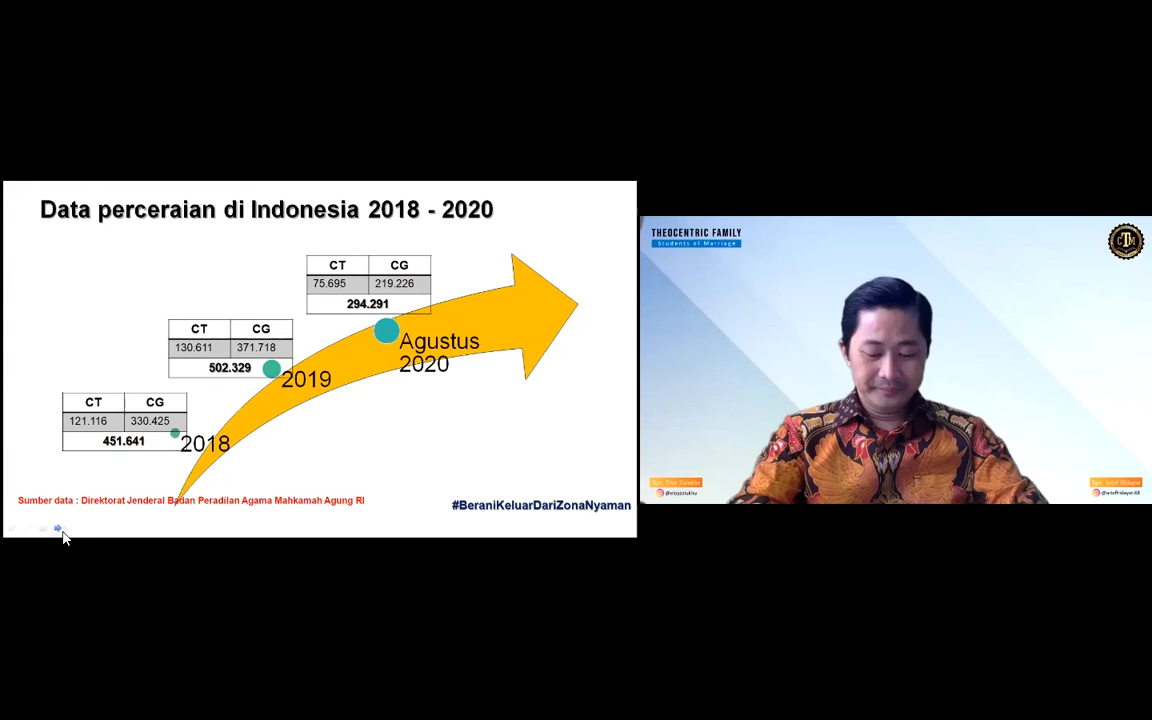 Data perceraian di Indonesia 2018 - 2020
CT CG
75.695 219.226
294.291
Agustus
2020
CT CG
130.611 371.718
502.329
2019
CT CG
121.116 330.425
451.641
2018
Sumber data : Direktorat Jenderal Badan Peradilan Agama Mahkamah Agung RI
#BeraniKeluarDariZonaNyaman
THEOCENTRIC FAMILY
Students of Marriage
CTM